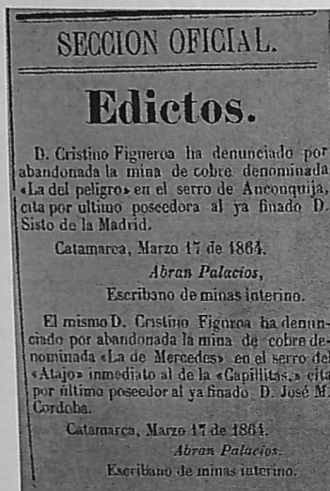 SECCION OFICIAL.
Edictos.
D. Cristino Figueroa ha denunciado por
abandonada la mina de cobre denominada
«La del peligro» en el serro de Anconquija,
cita por ultimo poseedora al ya finado D.
Sisto de la Madrid.
Catamarca, Marzo 17 de 1864.
Abran Palacios,
Escribano de minas interino.
El mismo D. Cristino Figuroa ha denun-
ciado por abandonada la mina de cobre de-
nominada «La de Mercedes» en el serro del
«Atajo» inmediato al de la «Capillitas,» cita
por último poseedor al ya finado D. José M.
Cordoba.
Catamarca, Marzo 17 de 1864.
Abran Palacios.
Escribano de minas interino.